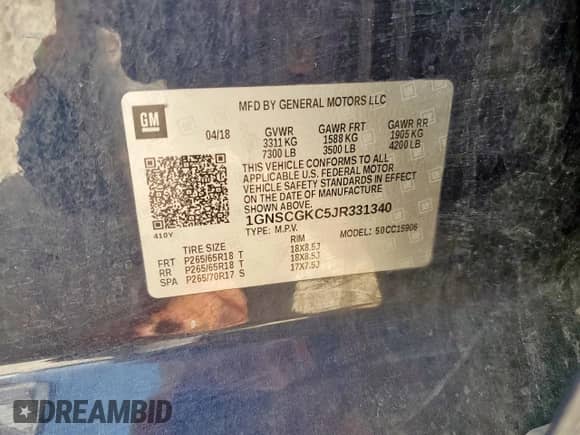 GM
MFD BY GENERAL MOTORS LLC
04/18 GVWR GAWR FRT GAWR RR
3311 KG 1588 KG 1905 KG
7300 LB 3500 LB 4200 LB
THIS VEHICLE CONFORMS TO ALL
APPLICABLE U.S. FEDERAL MOTOR
VEHICLE SAFETY STANDARDS IN EFFECT
ON THE DATE OF MANUFACTURE
1GNSCGKC5JR331340
410Y
TYPE: M.P.V. MODEL: 50CC15906
TIRE SIZE RIM
FRT P265/65R18 T 18X8.5J
RR P265/65R18 T 18X8.5J
SPA P265/70R17 S 17X7.5J
DREAMBID